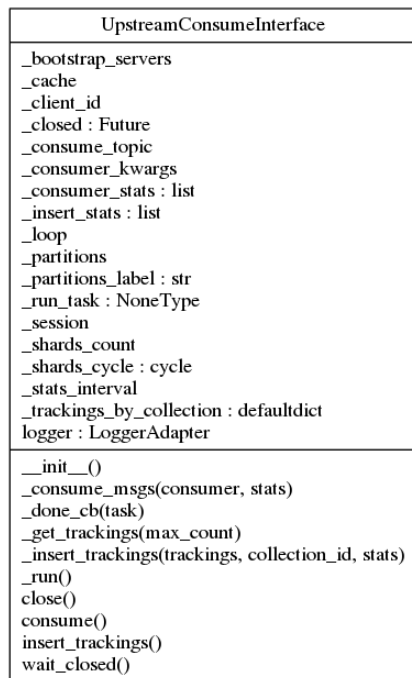 UpstreamConsumeInterface
_bootstrap_servers
_cache
_client_id
_closed : Future
_consume_topic
_consumer_kwargs
_consumer_stats : list
_insert_stats : list
_loop
_partitions
_partitions_label : str
_run_task : NoneType
_session
_shards_count
_shards_cycle : cycle
_stats_interval
_trackings_by_collection : defaultdict
logger : LoggerAdapter
__init__()
_consume_msgs(consumer, stats)
_done_cb(task)
_get_trackings(max_count)
_insert_trackings(trackings, collection_id, stats)
_run()
close()
consume()
insert_trackings()
wait_closed()